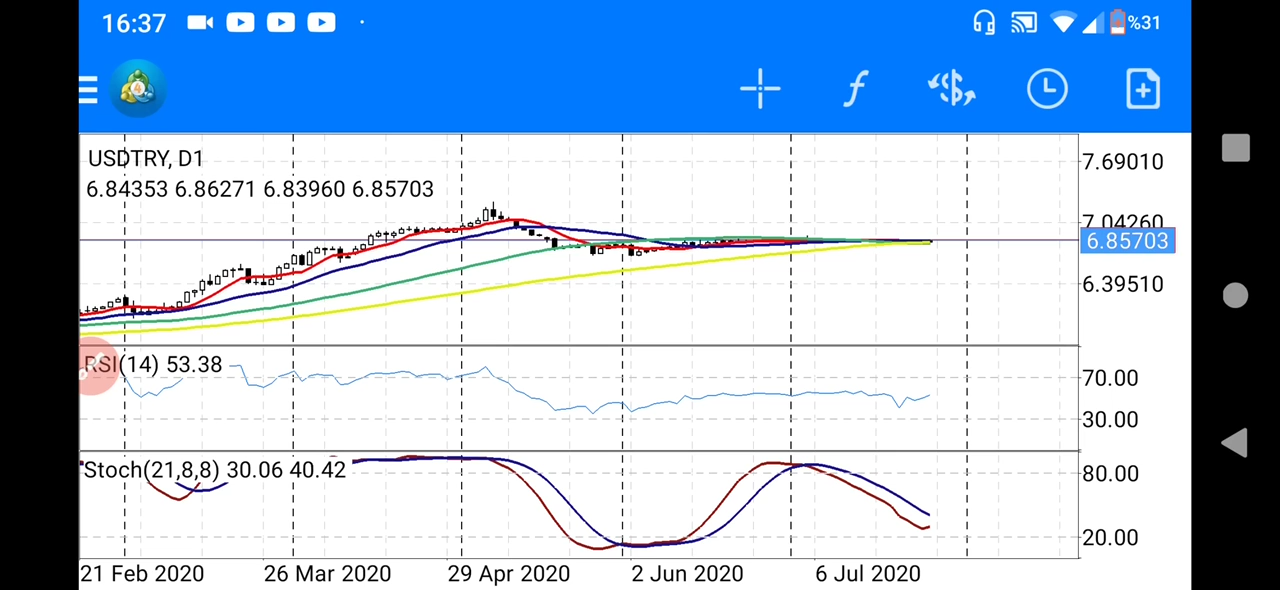 16:37 %31
USDTRY, D1
6.84353 6.86271 6.83960 6.85703
7.69010
7.04260
6.85703
6.39510
RSI(14) 53.38
70.00
30.00
Stoch(21,8,8) 30.06 40.42
80.00
20.00
21 Feb 2020 26 Mar 2020 29 Apr 2020 2 Jun 2020 6 Jul 2020